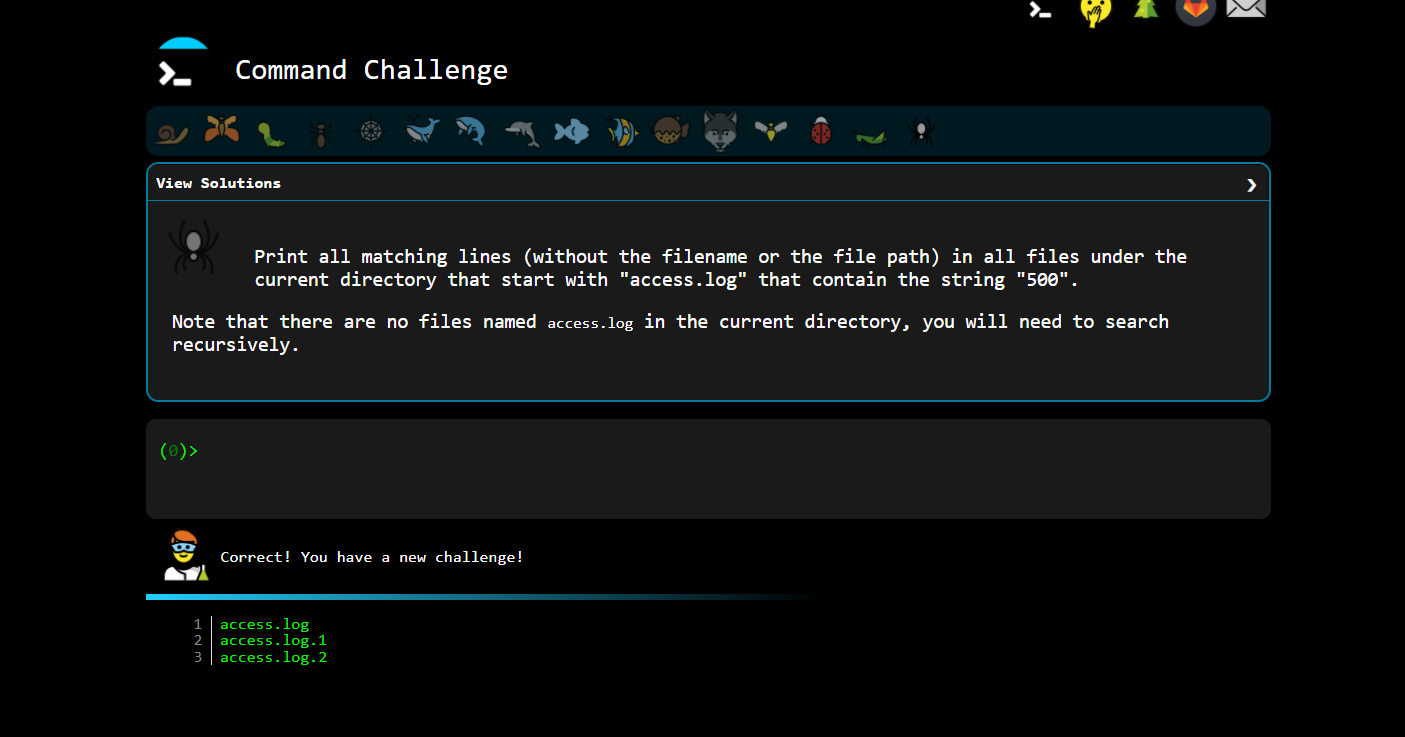 Command Challenge
View Solutions
Print all matching lines (without the filename or the file path) in all files under the
current directory that start with "access.log" that contain the string "500".
Note that there are no files named access.log in the current directory, you will need to search
recursively.
(0)>
Correct! You have a new challenge!
1 access.log
2 access.log.1
3 access.log.2